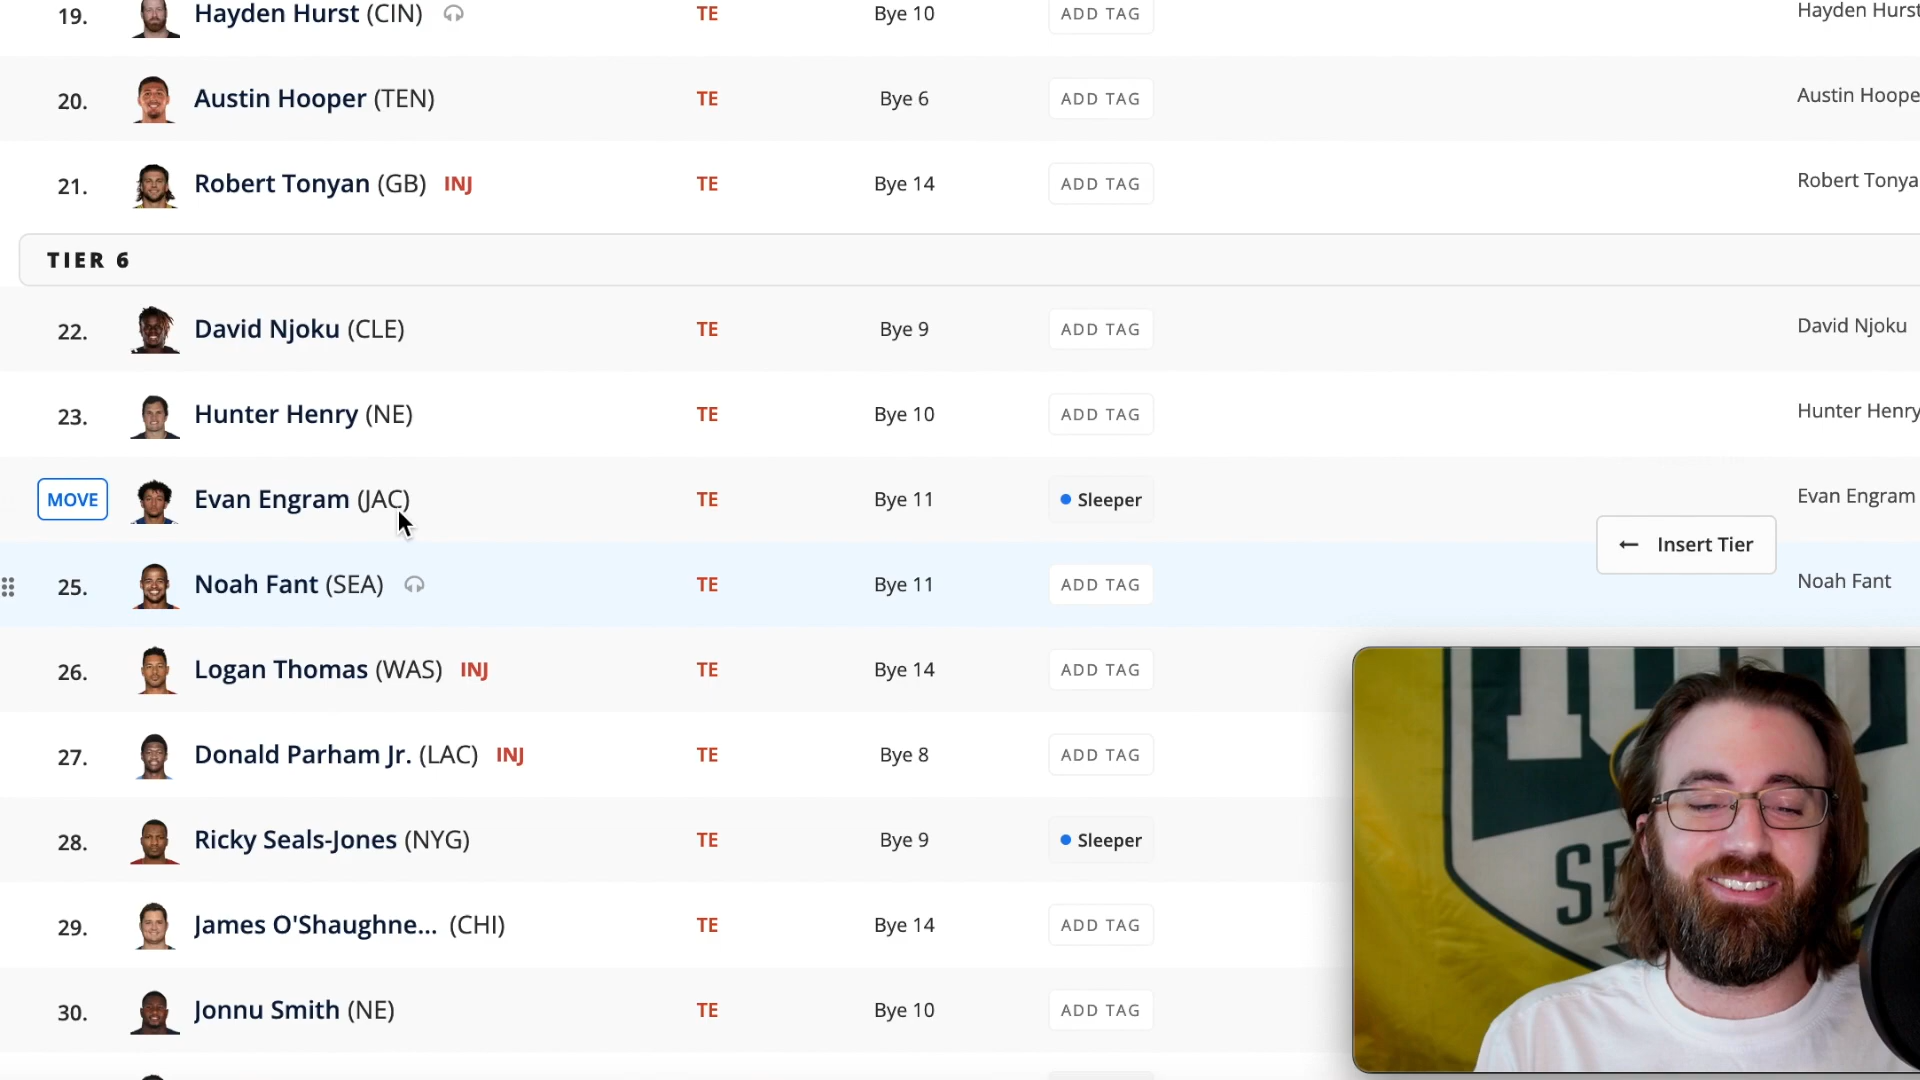 19. Hayden Hurst (CIN) TE Bye 10 ADD TAG Hayden Hurst
20. Austin Hooper (TEN) TE Bye 6 ADD TAG Austin Hoope
21. Robert Tonyan (GB) INJ TE Bye 14 ADD TAG Robert Tonya
TIER 6
22. David Njoku (CLE) TE Bye 9 ADD TAG David Njoku
23. Hunter Henry (NE) TE Bye 10 ADD TAG Hunter Henry
MOVE Evan Engram (JAC) TE Bye 11 Sleeper Evan Engram
← Insert Tier
25. Noah Fant (SEA) TE Bye 11 ADD TAG Noah Fant
26. Logan Thomas (WAS) INJ TE Bye 14 ADD TAG
27. Donald Parham Jr. (LAC) INJ TE Bye 8 ADD TAG
28. Ricky Seals-Jones (NYG) TE Bye 9 Sleeper
29. James O'Shaughne... (CHI) TE Bye 14 ADD TAG
30. Jonnu Smith (NE) TE Bye 10 ADD TAG